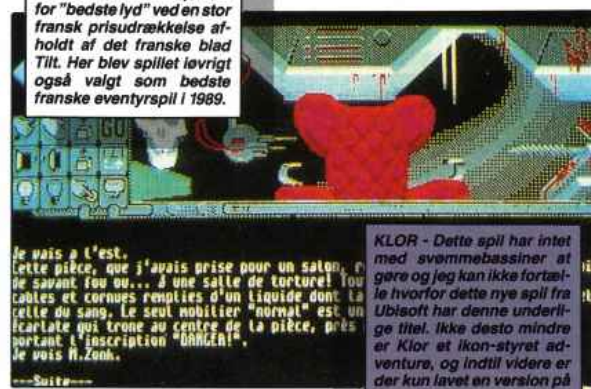 for "bedste lyd" ved en stor
fransk prisudrækkelse af-
holdt af det franske blad
Tilt. Her blev spillet iøvrigt
også valgt som bedste
franske eventyrspil i 1989.
GO
Je vais a l'est.
Cette pièce, que j'avais prise pour un salon,
de savant fou ou... à une salle de torture!
cables et cornues remplies d'un liquide dont
celle du sang. Le seul mobilier "normal" est
écarlate qui trone au centre de la pièce, près
portant l'inscription "DANGER!".
Je vois M.Zonk.
---Suite---
KLOR - Dette spil har intet
med svømmebassiner at
gøre og jeg kan ikke fortæl-
le hvorfor dette nye spil fra
Ubisoft har denne underli-
ge titel. Ikke desto mindre
er Klor et ikon-styret ad-
venture, og indtil videre er
der kun lavet en version på